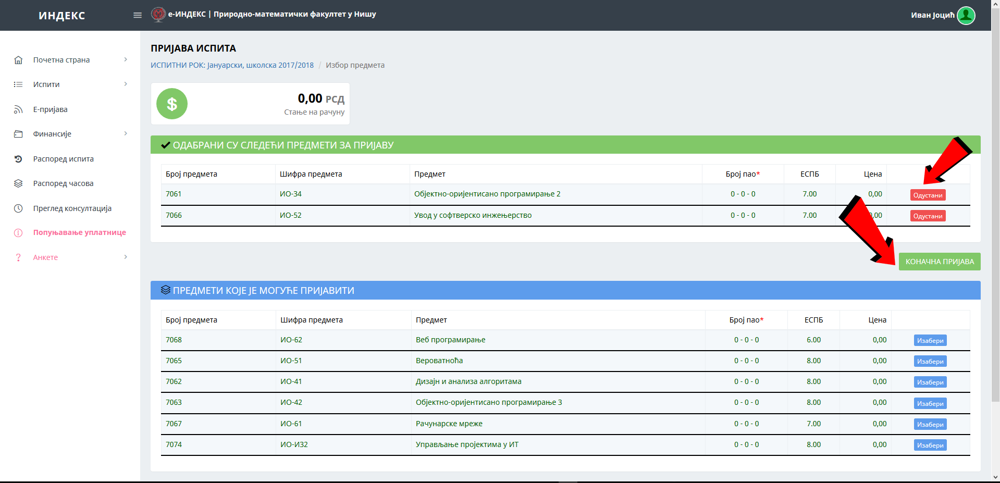 ИНДЕКС
е-ИНДЕКС | Природно-математички факултет у Нишу
Иван Јоцић
Почетна страна
Испити
Е-пријава
Финансије
Распоред испита
Распоред часова
Преглед консултација
Попуњавање уплатнице
Анкете
ПРИЈАВА ИСПИТА
ИСПИТНИ РОК: Јануарски, школска 2017/2018 / Избор предмета
$
0,00 РСД
Стање на рачуну
ОДАБРАНИ СУ СЛЕДЕЋИ ПРЕДМЕТИ ЗА ПРИЈАВУ
Број предмета Шифра предмета Предмет Број пао* ЕСПБ Цена
7061 ИО-34 Објектно-оријентисано програмирање 2 0 - 0 - 0 7.00 0,00 Одустани
7066 ИО-52 Увод у софтверско инжењерство 0 - 0 - 0 7.00 0,00 Одустани
КОНАЧНА ПРИЈАВА
ПРЕДМЕТИ КОЈЕ ЈЕ МОГУЋЕ ПРИЈАВИТИ
Број предмета Шифра предмета Предмет Број пао* ЕСПБ Цена
7068 ИО-62 Веб програмирање 0 - 0 - 0 6.00 0,00 Изабери
7065 ИО-51 Вероватноћа 0 - 0 - 0 8.00 0,00 Изабери
7062 ИО-41 Дизајн и анализа алгоритама 0 - 0 - 0 8.00 0,00 Изабери
7063 ИО-42 Објектно-оријентисано програмирање 3 0 - 0 - 0 8.00 0,00 Изабери
7067 ИО-61 Рачунарске мреже 0 - 0 - 0 7.00 0,00 Изабери
7074 ИО-ИЗ2 Управљање пројектима у ИТ 0 - 0 - 0 8.00 0,00 Изабери